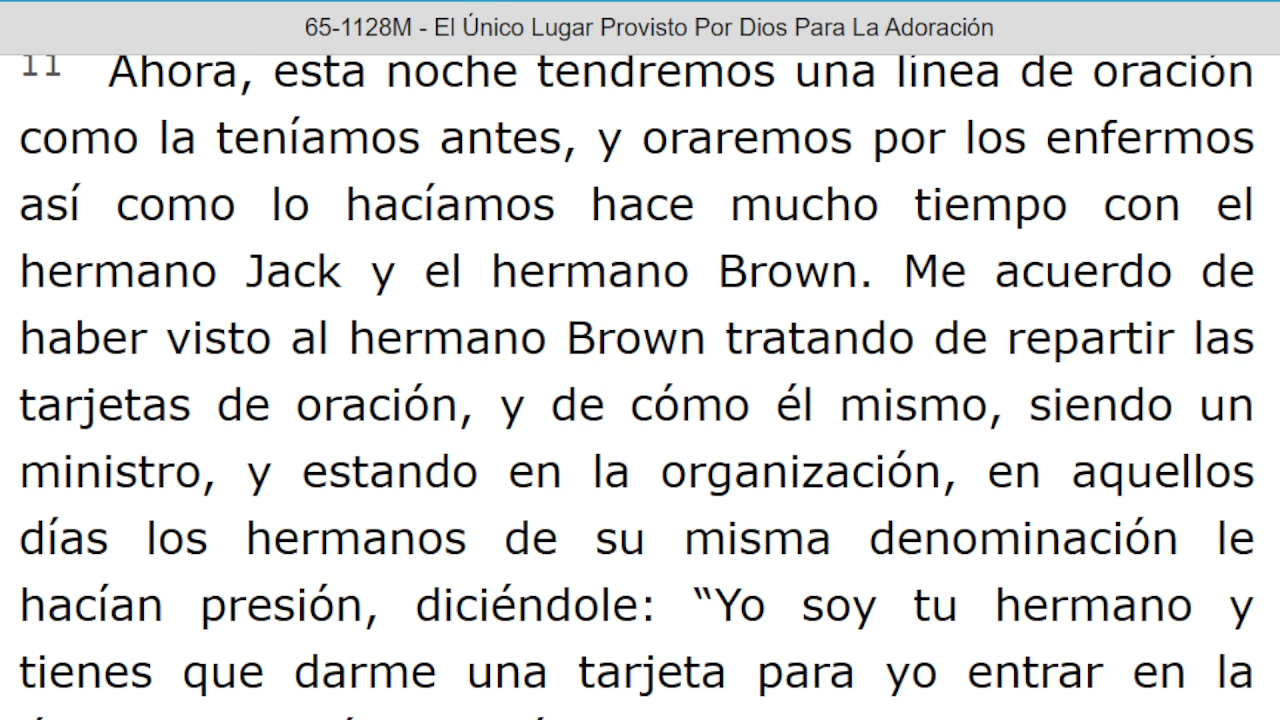 65-1128M - El Único Lugar Provisto Por Dios Para La Adoración
11 Ahora, esta noche tendremos una línea de oración
como la teníamos antes, y oraremos por los enfermos
así como lo hacíamos hace mucho tiempo con el
hermano Jack y el hermano Brown. Me acuerdo de
haber visto al hermano Brown tratando de repartir las
tarjetas de oración, y de cómo él mismo, siendo un
ministro, y estando en la organización, en aquellos
días los hermanos de su misma denominación le
hacían presión, diciéndole: “Yo soy tu hermano y
tienes que darme una tarjeta para yo entrar en la